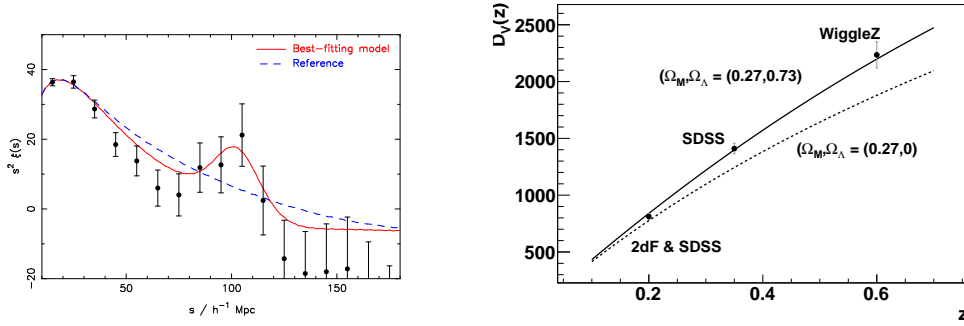 Best-fitting model
Reference
40
20
0
−20
s² ξ(s)
50
100
150
s / h⁻¹ Mpc
D_V(z)
2500
2000
1500
1000
500
WiggleZ
(Ω_M,Ω_Λ = (0.27,0.73)
SDSS
(Ω_M,Ω_Λ = (0.27,0)
2dF & SDSS
0.2
0.4
0.6
z